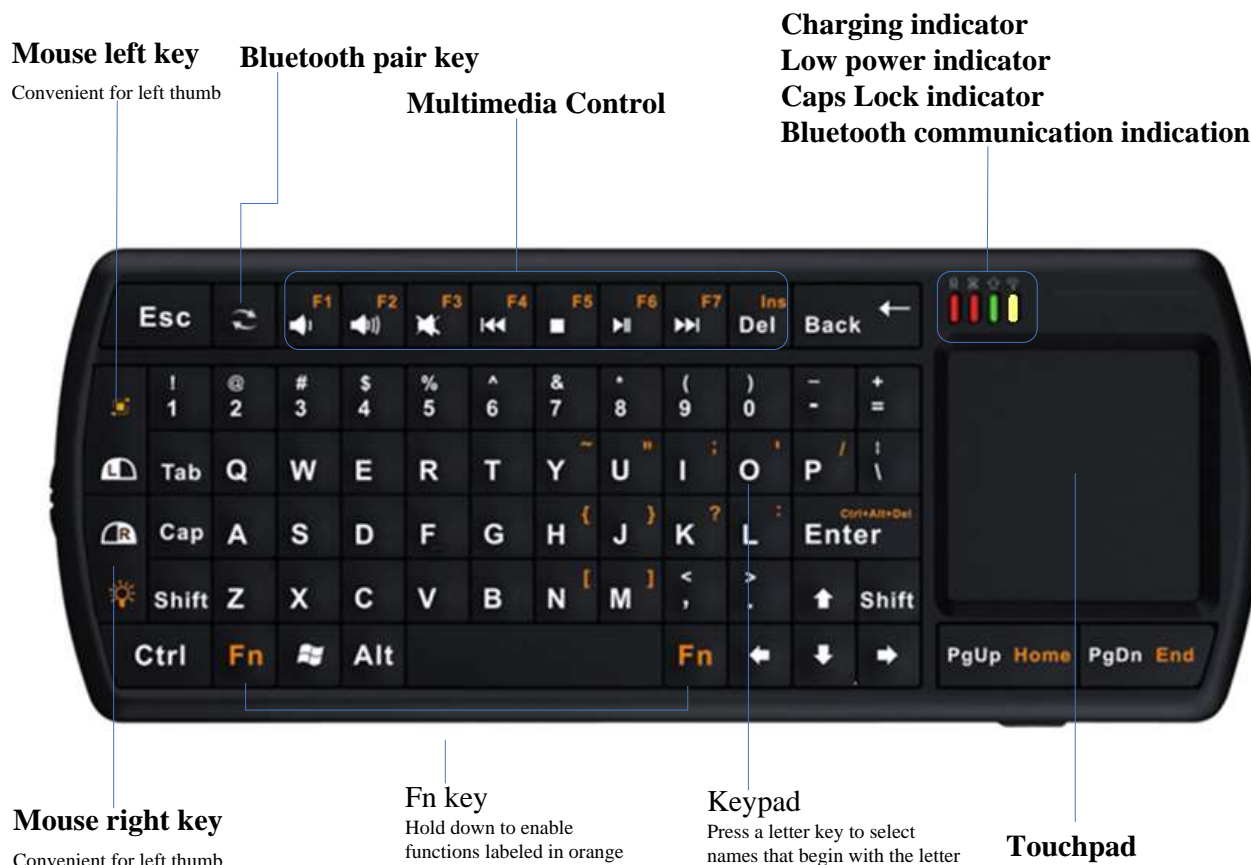 Charging indicator
Low power indicator
Caps Lock indicator
Bluetooth communication indication
Mouse left key
Convenient for left thumb
Bluetooth pair key
Multimedia Control
Esc F1 F2 F3 F4 F5 F6 F7 Ins Del Back
! 1 @ 2 # 3 $ 4 % 5 ^ 6 & 7 * 8 ( 9 ) 0 _ - + =
L Tab Q W E R T Y ~ U " I ; O ' P / ¦ \
R Cap A S D F G H { J } K ? L : Enter Ctrl+Alt+Del
Shift Z X C V B N [ M ] < , > . Shift
Ctrl Fn Alt Fn PgUp Home PgDn End
Mouse right key
Convenient for left thumb
Fn key
Hold down to enable
functions labeled in orange
Keypad
Press a letter key to select
names that begin with the letter
Touchpad